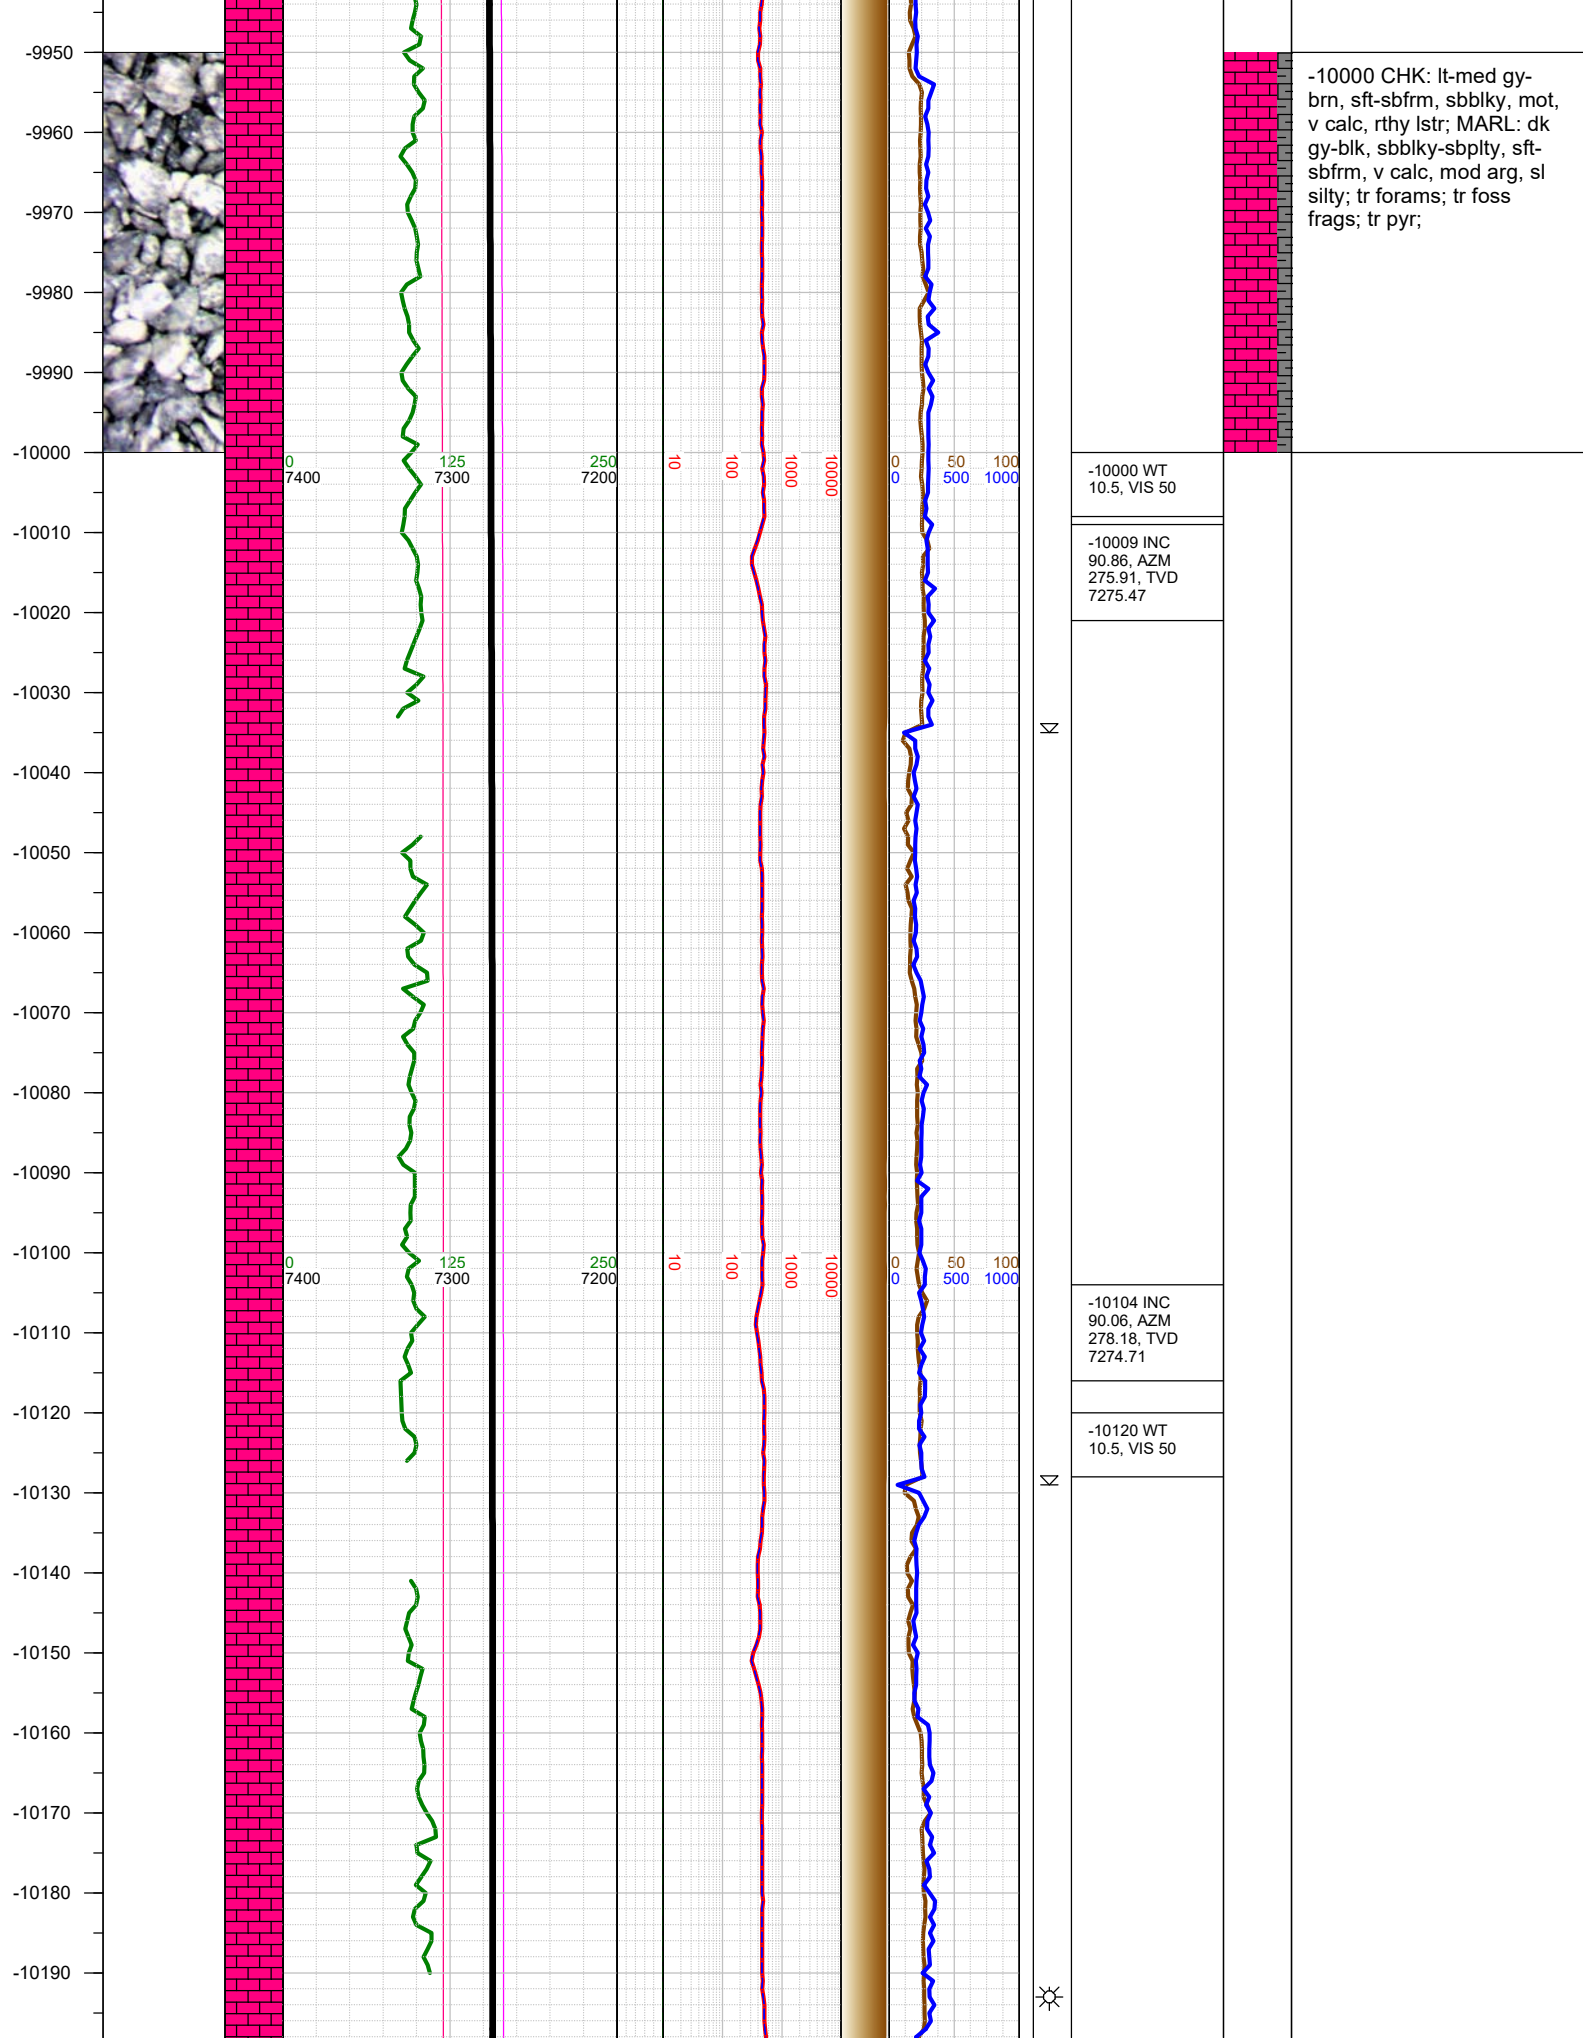 -9950
-10000 CHK: lt-med gy-
brn, sft-sbfrm, sbblky, mot,
v calc, rthy lstr; MARL: dk
gy-blk, sbblky-sbplty, sft-
sbfrm, v calc, mod arg, sl
silty; tr forams; tr foss
frags; tr pyr;
-9960
-9970
-9980
-9990
-10000
0 125 250 10 100 1000 10000 0 50 100
7400 7300 7200 0 500 1000
-10000 WT
10.5, VIS 50
-10010
-10009 INC
90.86, AZM
275.91, TVD
7275.47
-10020
-10030
-10040
-10050
-10060
-10070
-10080
-10090
-10100
0 125 250 10 100 1000 10000 0 50 100
7400 7300 7200 0 500 1000
-10104 INC
90.06, AZM
278.18, TVD
7274.71
-10110
-10120
-10120 WT
10.5, VIS 50
-10130
-10140
-10150
-10160
-10170
-10180
-10190